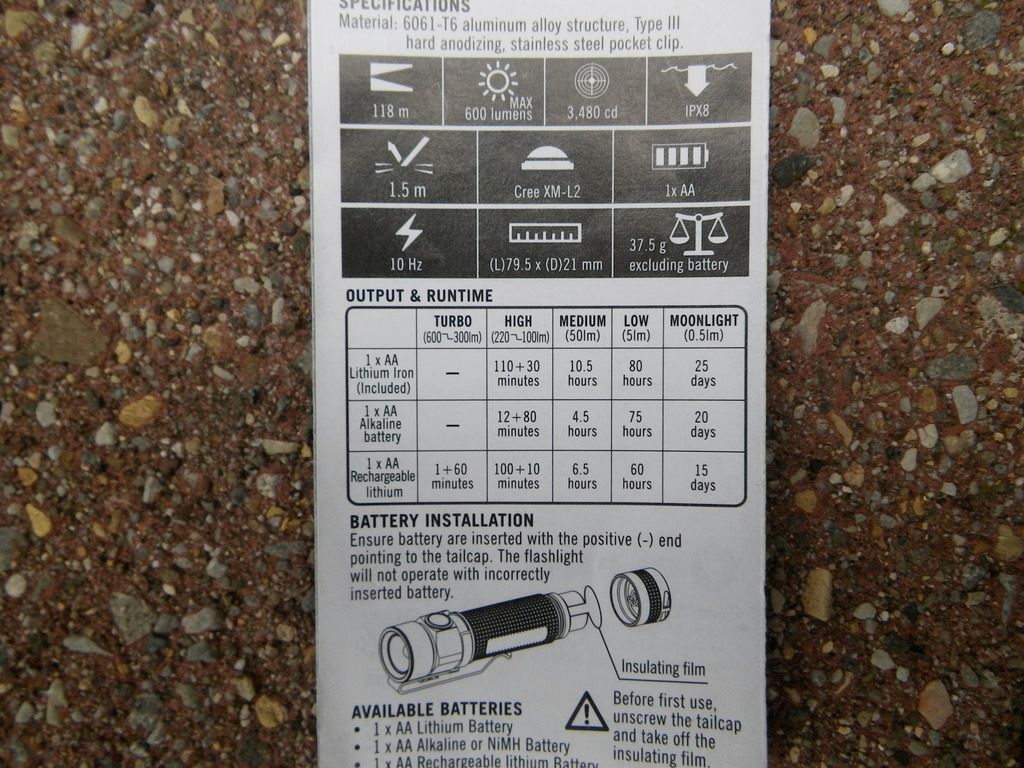 SPECIFICATIONS
Material: 6061-T6 aluminum alloy structure, Type III
hard anodizing, stainless steel pocket clip.
118 m
MAX
600 lumens
3,480 cd
IPX8
1.5 m
Cree XM-L2
1x AA
10 Hz
(L)79.5 x (D)21 mm
37.5 g
excluding battery
OUTPUT & RUNTIME
TURBO (600¬300lm) HIGH (220¬100lm) MEDIUM (50lm) LOW (5lm) MOONLIGHT (0.5lm)
1 x AA Lithium Iron (Included) — 110+30 minutes 10.5 hours 80 hours 25 days
1 x AA Alkaline battery — 12+80 minutes 4.5 hours 75 hours 20 days
1 x AA Rechargeable lithium 1+60 minutes 100+10 minutes 6.5 hours 60 hours 15 days
BATTERY INSTALLATION
Ensure battery are inserted with the positive (-) end
pointing to the tailcap. The flashlight
will not operate with incorrectly
inserted battery.
Insulating film
AVAILABLE BATTERIES
• 1 x AA Lithium Battery
• 1 x AA Alkaline or NiMH Battery
• 1 x AA Rechargeable lithium Battery
Before first use,
unscrew the tailcap
and take off the
insulating film.